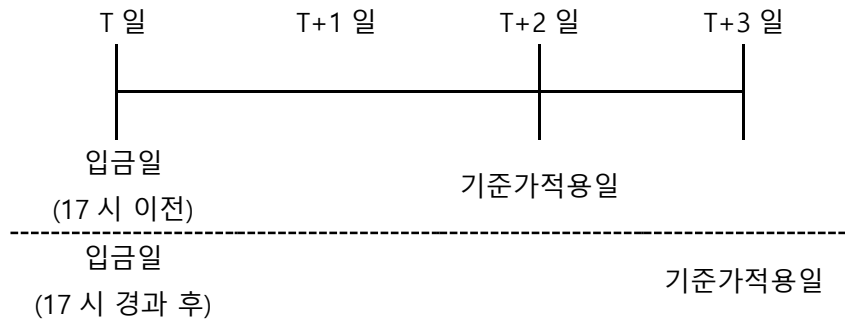 T 일 T+1 일 T+2 일 T+3 일
입금일
(17 시 이전)
기준가적용일
입금일
(17 시 경과 후)
기준가적용일